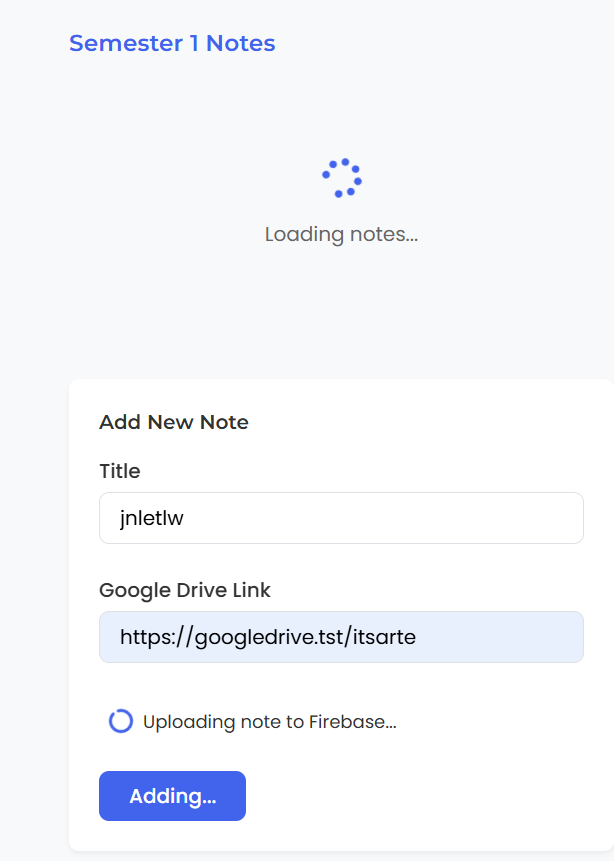 Semester 1 Notes
Loading notes...
Add New Note
Title
jnletlw
Google Drive Link
https://googledrive.tst/itsarte
Uploading note to Firebase...
Adding...